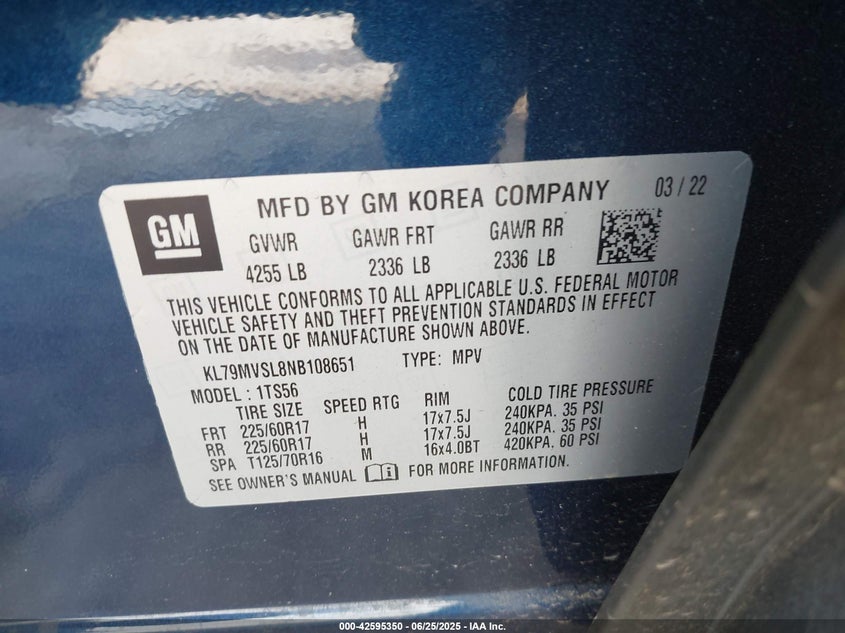 GM
MFD BY GM KOREA COMPANY 03 / 22
GVWR GAWR FRT GAWR RR
4255 LB 2336 LB 2336 LB
THIS VEHICLE CONFORMS TO ALL APPLICABLE U.S. FEDERAL MOTOR
VEHICLE SAFETY AND THEFT PREVENTION STANDARDS IN EFFECT
ON THE DATE OF MANUFACTURE SHOWN ABOVE.
KL79MVSL8NB108651 TYPE: MPV
MODEL : 1TS56
TIRE SIZE SPEED RTG RIM COLD TIRE PRESSURE
FRT 225/60R17 H 17x7.5J 240KPA. 35 PSI
RR 225/60R17 H 17x7.5J 240KPA. 35 PSI
SPA T125/70R16 M 16x4.0BT 420KPA. 60 PSI
SEE OWNER'S MANUAL FOR MORE INFORMATION.
000-42595350 - 06/25/2025 - IAA Inc.